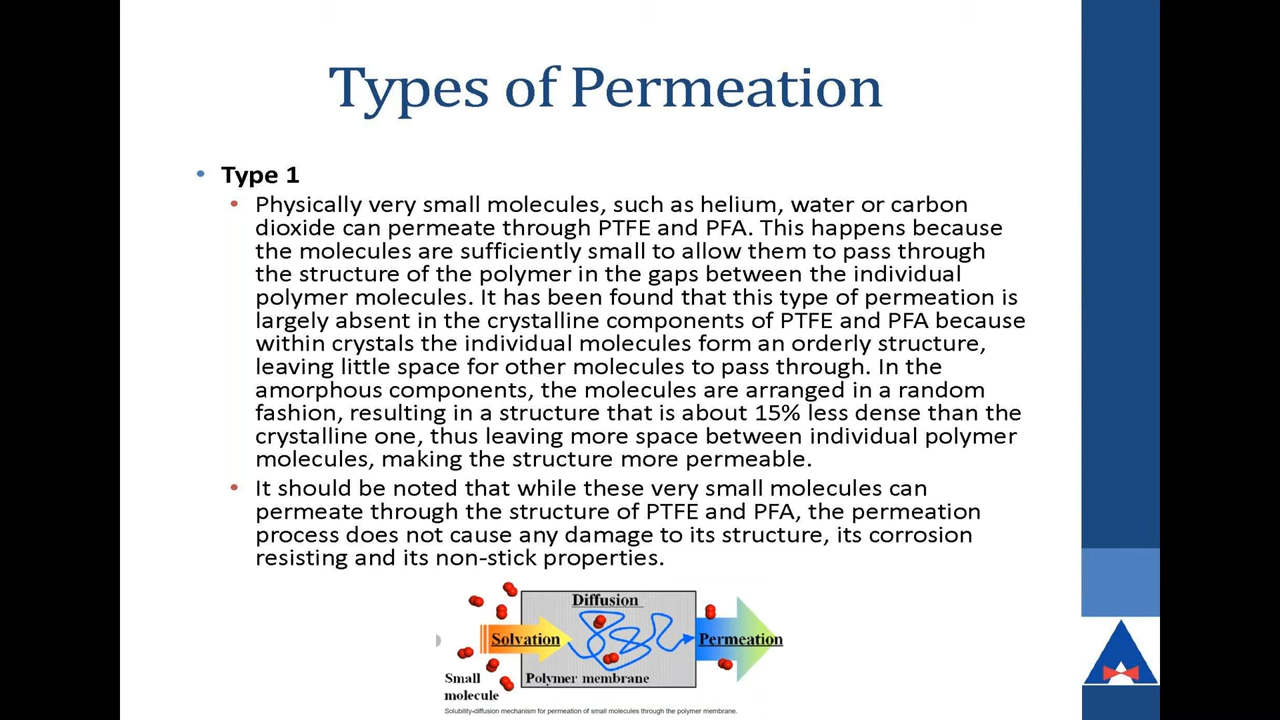 Types of Permeation
• Type 1
• Physically very small molecules, such as helium, water or carbon
dioxide can permeate through PTFE and PFA. This happens because
the molecules are sufficiently small to allow them to pass through
the structure of the polymer in the gaps between the individual
polymer molecules. It has been found that this type of permeation is
largely absent in the crystalline components of PTFE and PFA because
within crystals the individual molecules form an orderly structure,
leaving little space for other molecules to pass through. In the
amorphous components, the molecules are arranged in a random
fashion, resulting in a structure that is about 15% less dense than the
crystalline one, thus leaving more space between individual polymer
molecules, making the structure more permeable.
• It should be noted that while these very small molecules can
permeate through the structure of PTFE and PFA, the permeation
process does not cause any damage to its structure, its corrosion
resisting and its non-stick properties.
Diffusion
Solvation
Permeation
Small
molecule
Polymer membrane
Solubility-diffusion mechanism for permeation of small molecules through the polymer membrane.